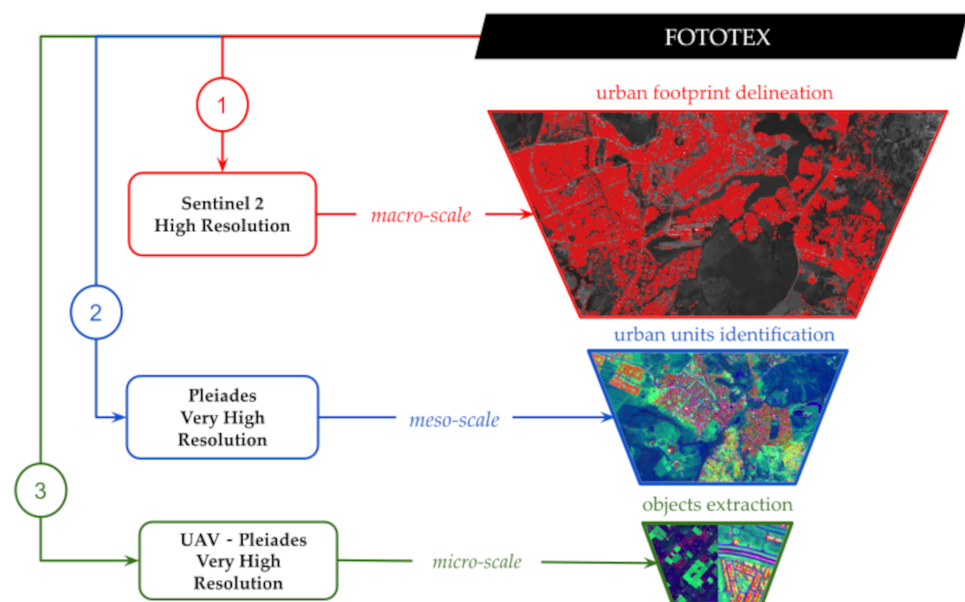 FOTOTEX
urban footprint delineation
1
Sentinel 2
High Resolution
macro-scale
urban units identification
2
Pleiades
Very High
Resolution
meso-scale
objects extraction
3
UAV - Pleiades
Very High
Resolution
micro-scale